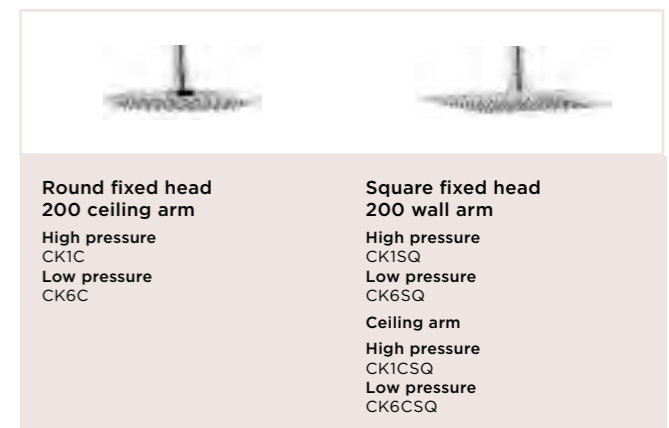 Round fixed head
200 ceiling arm
High pressure
CK1C
Low pressure
CK6C
Square fixed head
200 wall arm
High pressure
CK1SQ
Low pressure
CK6SQ
Ceiling arm
High pressure
CK1CSQ
Low pressure
CK6CSQ